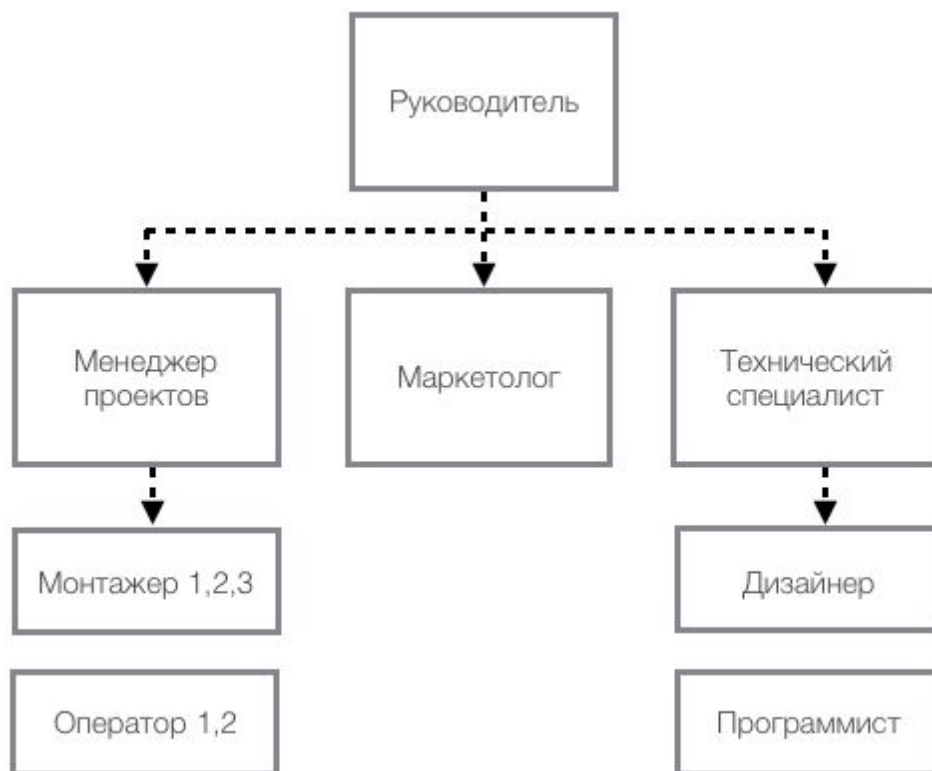 Руководитель
Менеджер
проектов
Маркетолог
Технический
специалист
Монтажер 1,2,3
Дизайнер
Оператор 1,2
Программист